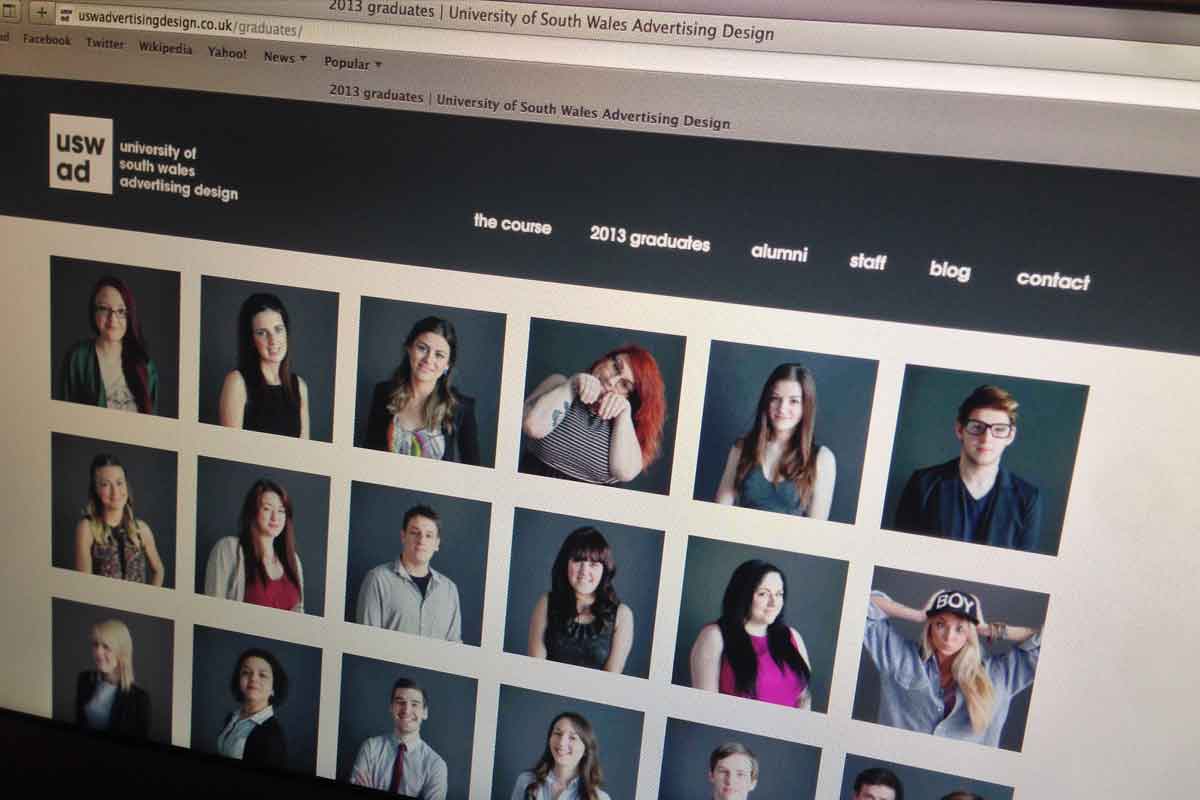 2013 graduates | University of South Wales Advertising Design
usw ad
uswadvertisingdesign.co.uk/graduates/
Facebook Twitter Wikipedia Yahoo! News Popular
2013 graduates | University of South Wales Advertising Design
usw
ad
university of
south wales
advertising design
the course 2013 graduates alumni staff blog contact
BOY